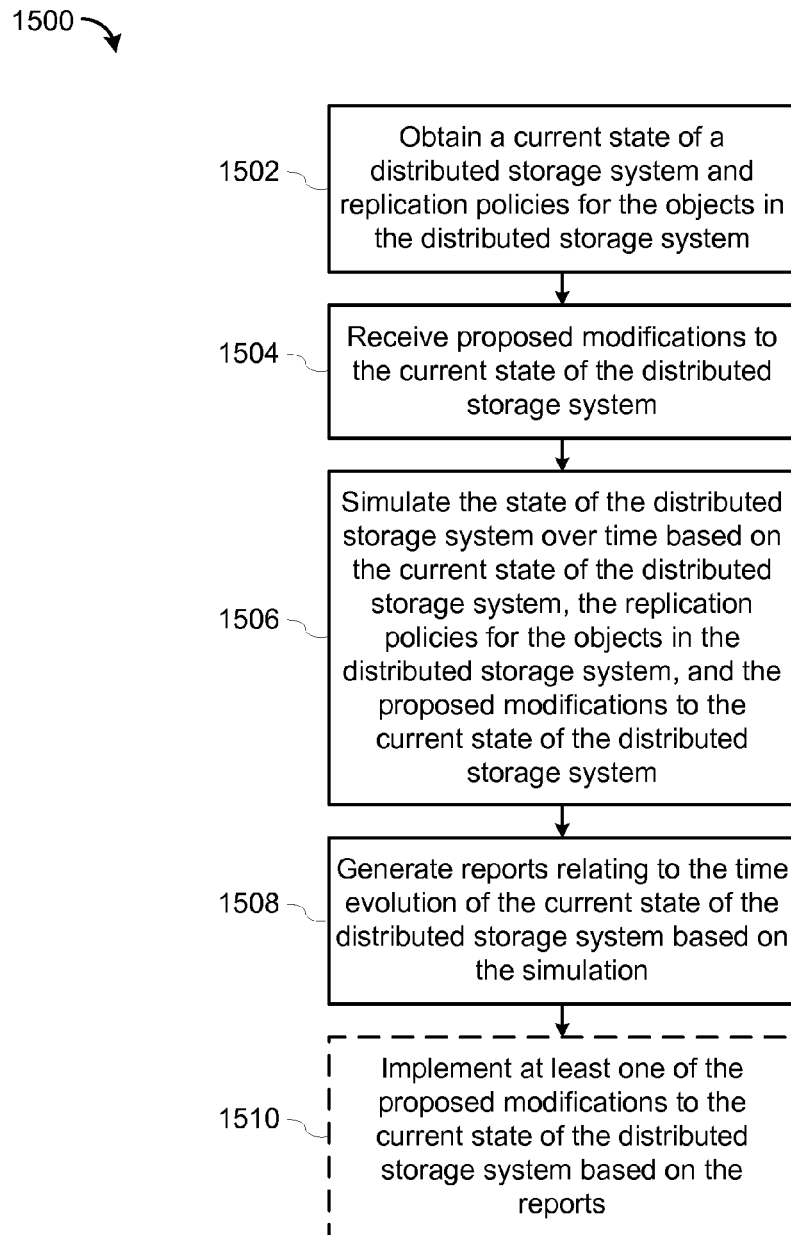 1500
1502
Obtain a current state of a
distributed storage system and
replication policies for the objects in
the distributed storage system
1504
Receive proposed modifications to
the current state of the distributed
storage system
1506
Simulate the state of the distributed
storage system over time based on
the current state of the distributed
storage system, the replication
policies for the objects in the
distributed storage system, and the
proposed modifications to the
current state of the distributed
storage system
1508
Generate reports relating to the time
evolution of the current state of the
distributed storage system based on
the simulation
1510
Implement at least one of the
proposed modifications to the
current state of the distributed
storage system based on the
reports